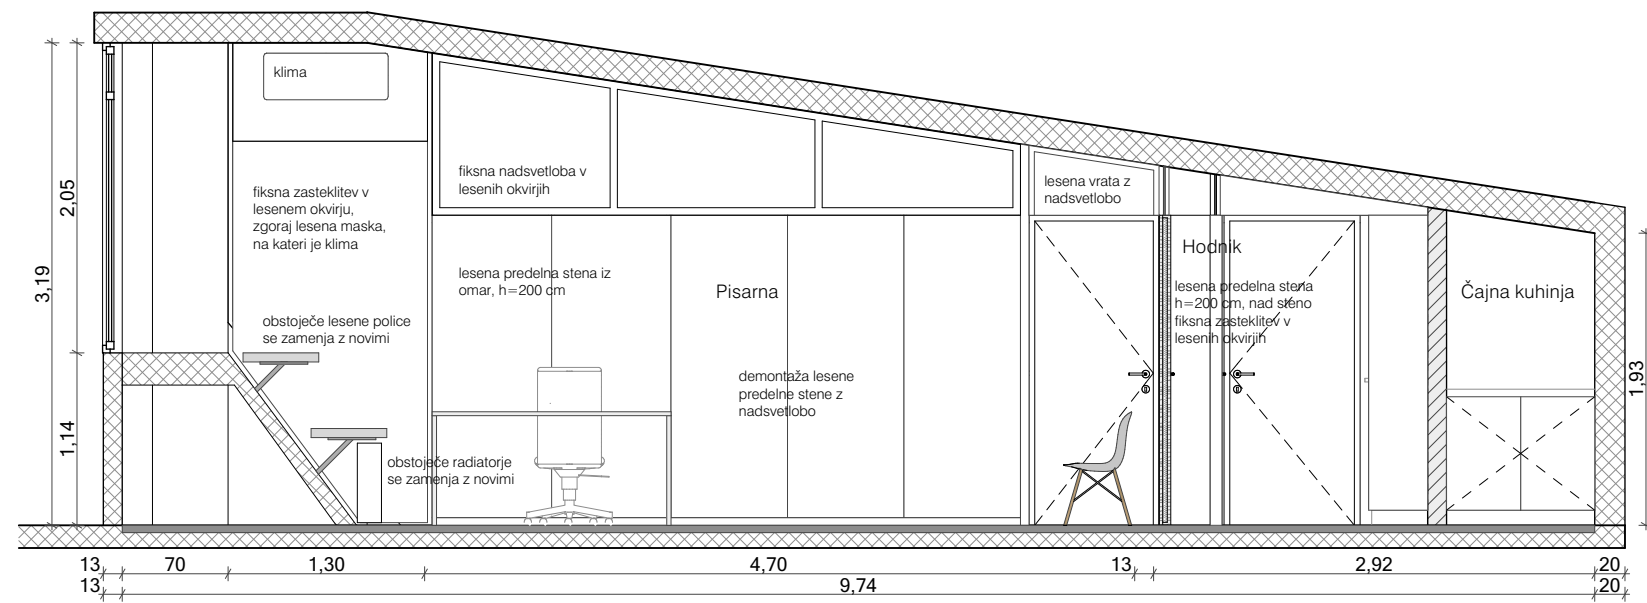 klima
fiksna nadsvetloba v
lesenih okvirjih
lesena vrata z
nadsvetlobo
fiksna zasteklitev v
lesenem okvirju,
zgoraj lesena maska,
na kateri je klima
2,05
3,19
1,14
1,93
Hodnik
lesena predelna stena iz
omar, h=200 cm
Pisarna
lesena predelna stena
h=200 cm, nad steno
fiksna zasteklitev v
lesenih okvirjih
Čajna kuhinja
obstoječe lesene police
se zamenja z novimi
demontaža lesene
predelne stene z
nadsvetlobo
obstoječe radiatorje
se zamenja z novimi
13 70 1,30 4,70 13 2,92 20
13 9,74 20